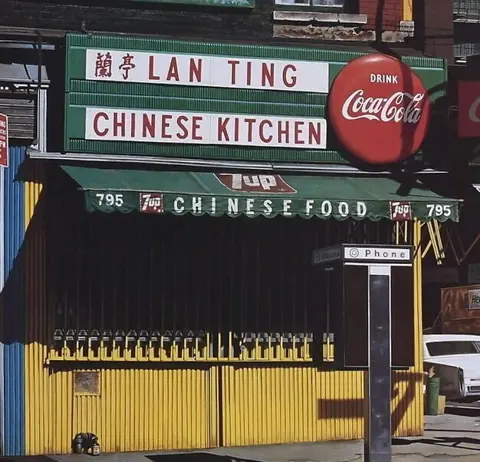 蘭亭 LAN TING
CHINESE KITCHEN
DRINK
Coca-Cola
7up
795 7up CHINESE FOOD 7up 795
Phone